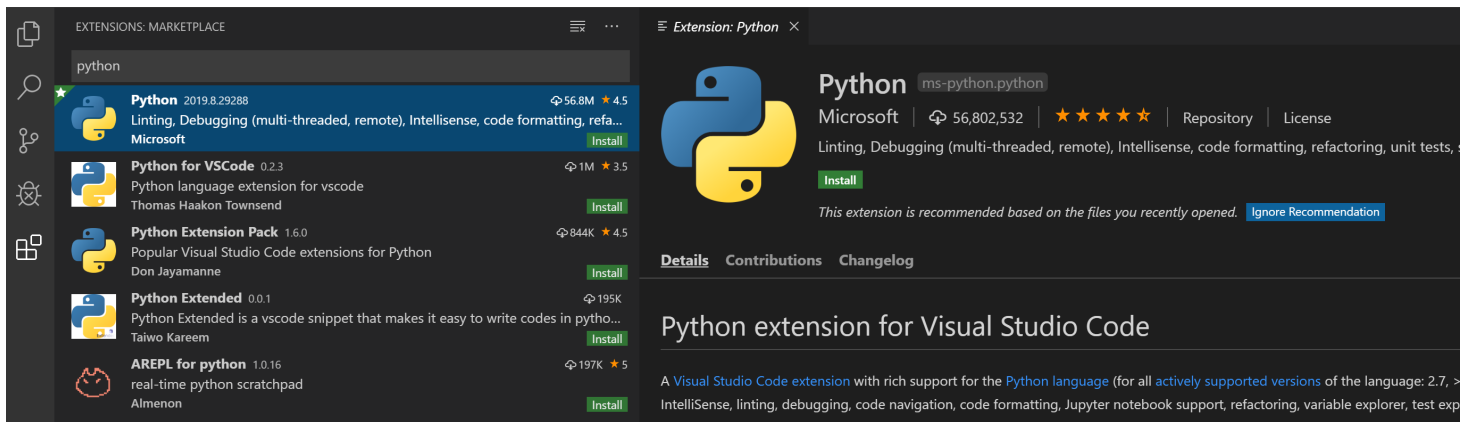 EXTENSIONS: MARKETPLACE
python
Python 2019.8.29288 56.8M 4.5
Linting, Debugging (multi-threaded, remote), Intellisense, code formatting, refa...
Microsoft Install
Python for VSCode 0.2.3 1M 3.5
Python language extension for vscode
Thomas Haakon Townsend Install
Python Extension Pack 1.6.0 844K 4.5
Popular Visual Studio Code extensions for Python
Don Jayamanne Install
Python Extended 0.0.1 195K
Python Extended is a vscode snippet that makes it easy to write codes in pytho...
Taiwo Kareem Install
AREPL for python 1.0.16 197K 5
real-time python scratchpad
Almenon Install
Extension: Python
Python ms-python.python
Microsoft 56,802,532 Repository License
Linting, Debugging (multi-threaded, remote), Intellisense, code formatting, refactoring, unit tests,
Install
This extension is recommended based on the files you recently opened. Ignore Recommendation
Details Contributions Changelog
Python extension for Visual Studio Code
A Visual Studio Code extension with rich support for the Python language (for all actively supported versions of the language: 2.7, >
IntelliSense, linting, debugging, code navigation, code formatting, Jupyter notebook support, refactoring, variable explorer, test exp